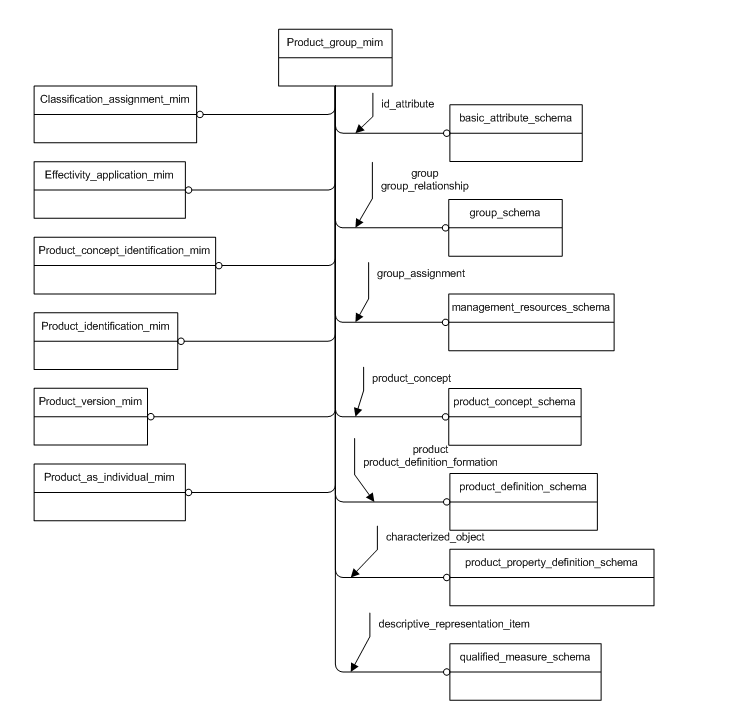 Product_group_mim
Classification_assignment_mim
id_attribute
basic_attribute_schema
Effectivity_application_mim
group
group_relationship
group_schema
Product_concept_identification_mim
group_assignment
management_resources_schema
Product_identification_mim
product_concept
Product_version_mim
product_concept_schema
product
product_definition_formation
Product_as_individual_mim
product_definition_schema
characterized_object
product_property_definition_schema
descriptive_representation_item
qualified_measure_schema